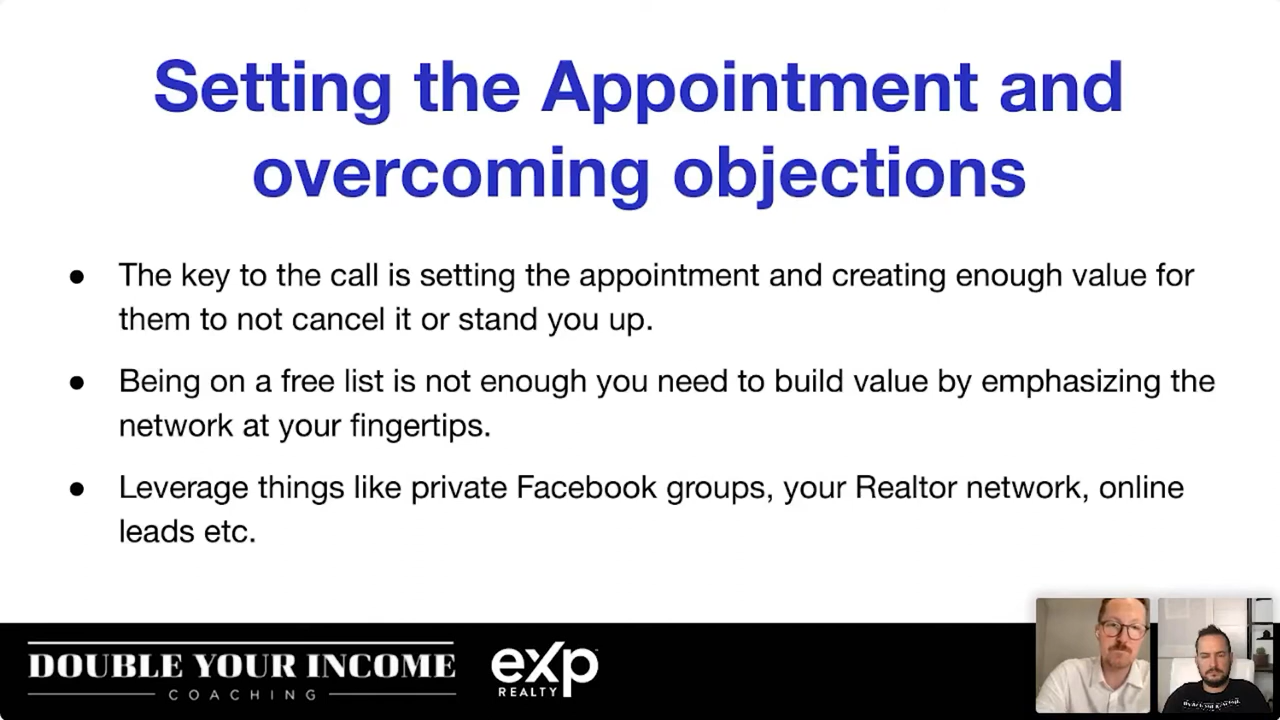 Setting the Appointment and
overcoming objections
● The key to the call is setting the appointment and creating enough value for
them to not cancel it or stand you up.
● Being on a free list is not enough you need to build value by emphasizing the
network at your fingertips.
● Leverage things like private Facebook groups, your Realtor network, online
leads etc.
DOUBLE YOUR INCOME
COACHING
eXp
REALTY